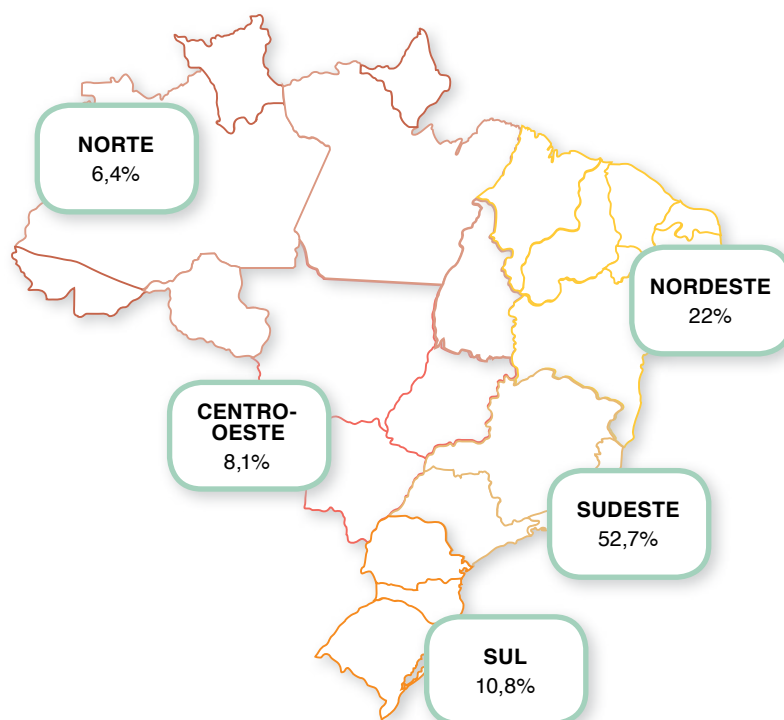 NORTE
6,4%
NORDESTE
22%
CENTRO-
OESTE
8,1%
SUDESTE
52,7%
SUL
10,8%